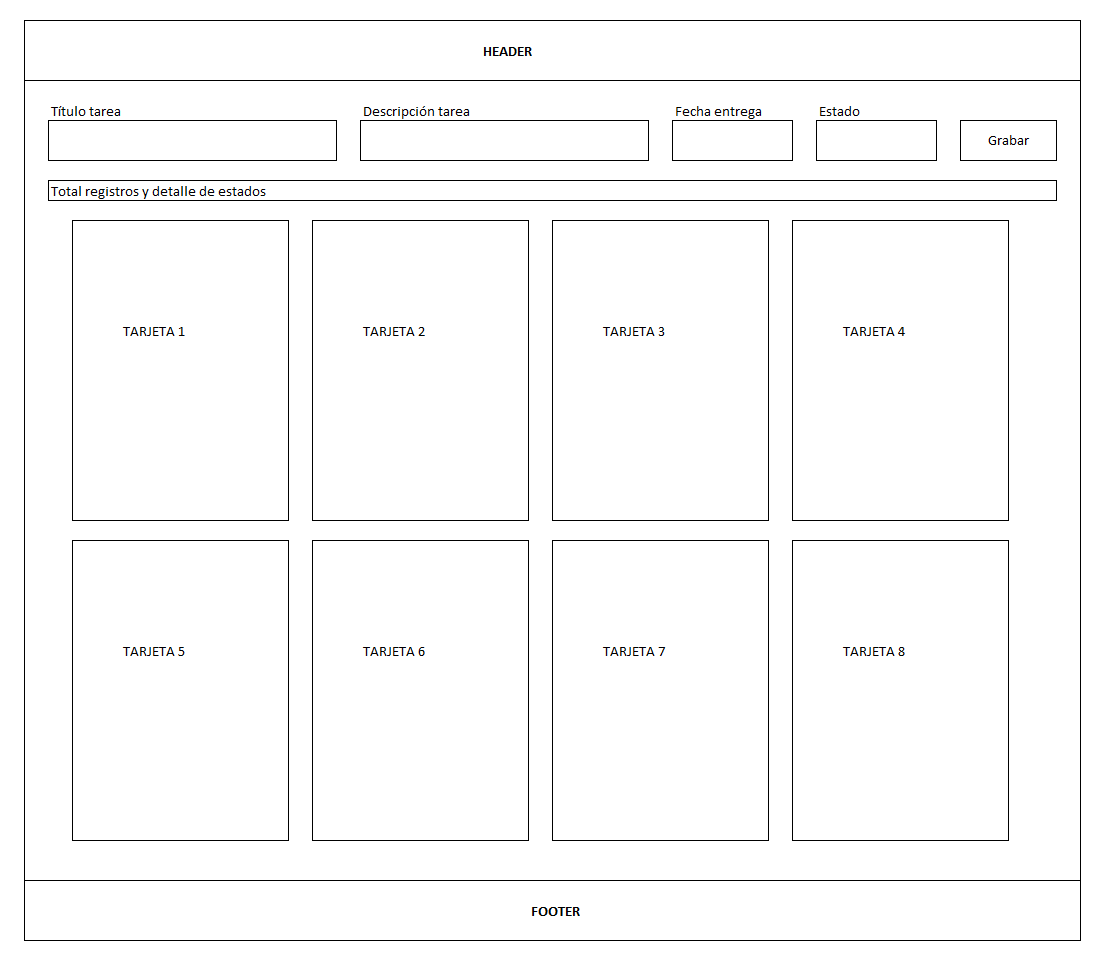 HEADER
Título tarea
Descripción tarea
Fecha entrega
Estado
Grabar
Total registros y detalle de estados
TARJETA 1
TARJETA 2
TARJETA 3
TARJETA 4
TARJETA 5
TARJETA 6
TARJETA 7
TARJETA 8
FOOTER